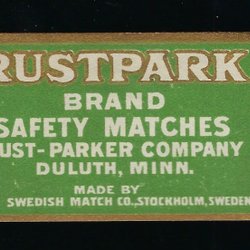 RUSTPARK
BRAND
SAFETY MATCHES
UST-PARKER COMPANY
DULUTH, MINN.
MADE BY
SWEDISH MATCH CO., STOCKHOLM, SWEDEN